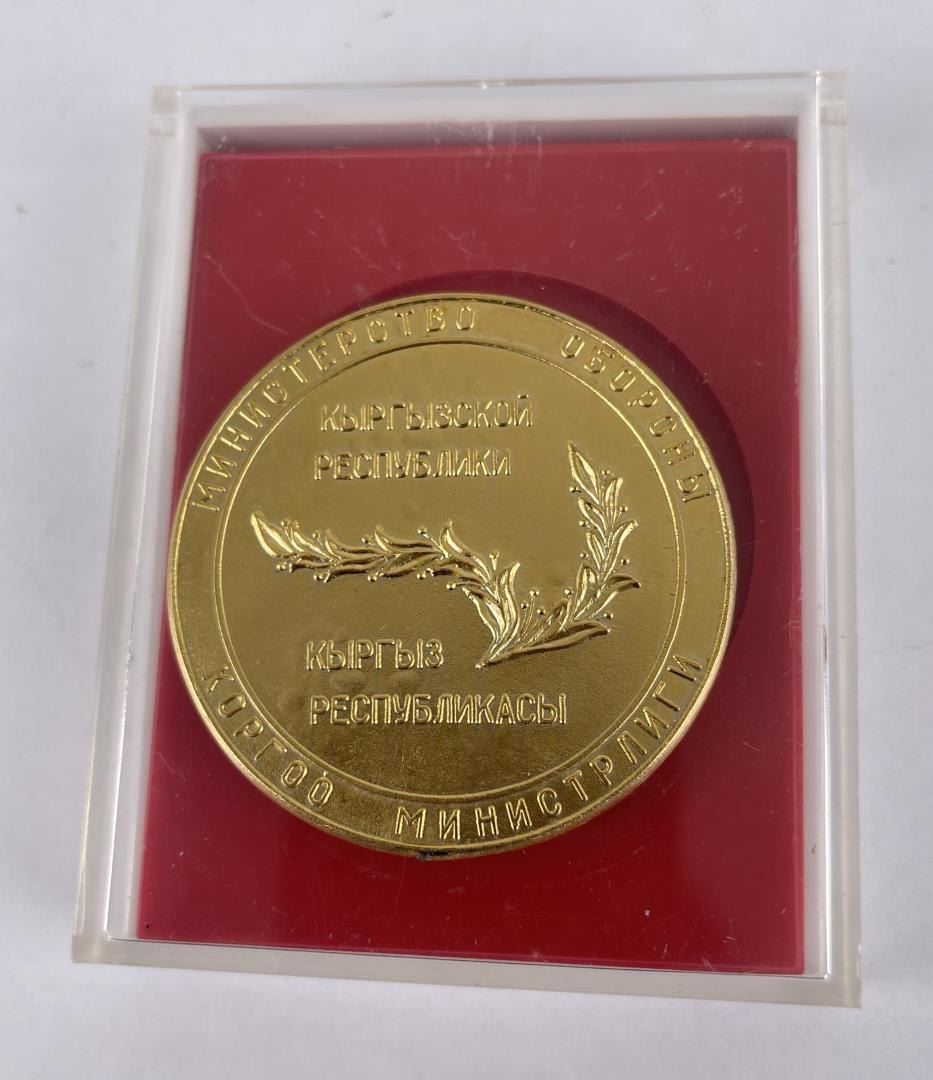 МИНИСТЕРСТВО ОБОРОНЫ
КЫРГЫЗСКОЙ
РЕСПУБЛИКИ
КЫРГЫЗ
РЕСПУБЛИКАСЫ
КОРГОО МИНИСТРЛИГИ